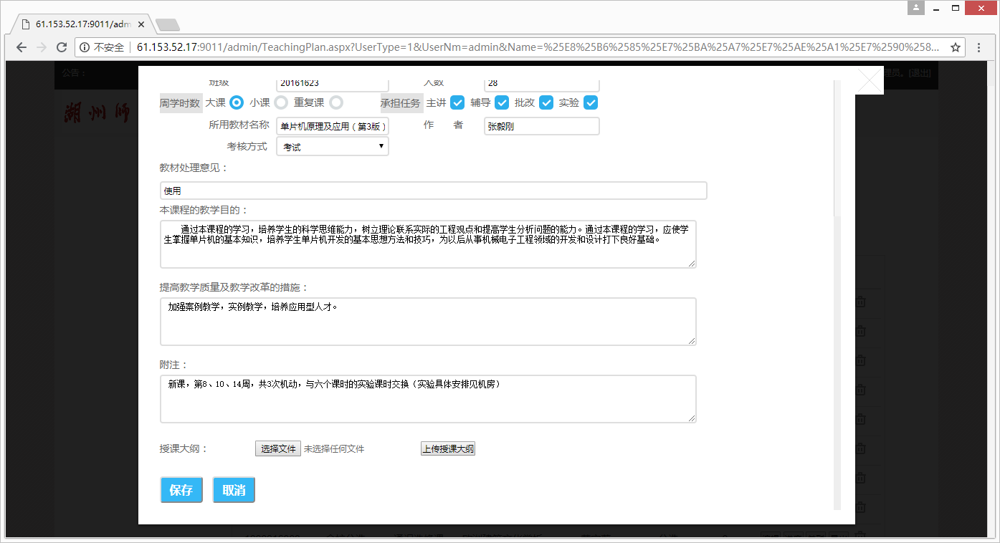 61.153.52.17:9011/adm
不安全
61.153.52.17:9011/admin/TeachingPlan.aspx?UserType=1&UserNm=admin&Name=%25E8%25B6%2585%25E7%25BA%25A7%25E7%25AE%25A1%25E7%2590%258...
公告：
理员，[退出]
湖州师
班级 20161623 人数 28
周学时数 大课 小课 重复课 承担任务 主讲 辅导 批改 实验
所用教材名称 单片机原理及应用（第3版） 作 者 张毅刚
考核方式 考试
教材处理意见：
使用
本课程的教学目的：
通过本课程的学习，培养学生的科学思维能力，树立理论联系实际的工程观点和提高学生分析问题的能力。通过本课程的学习，应使学
生掌握单片机的基本知识，培养学生单片机开发的基本思想方法和技巧，为以后从事机械电子工程领域的开发和设计打下良好基础。
提高教学质量及教学改革的措施：
加强案例教学，实例教学，培养应用型人才。
附注：
新课，第8、10、14周，共3次机动，与六个课时的实验课时交换（实验具体安排见机房）
授课大纲： 选择文件 未选择任何文件 上传授课大纲
保存 取消